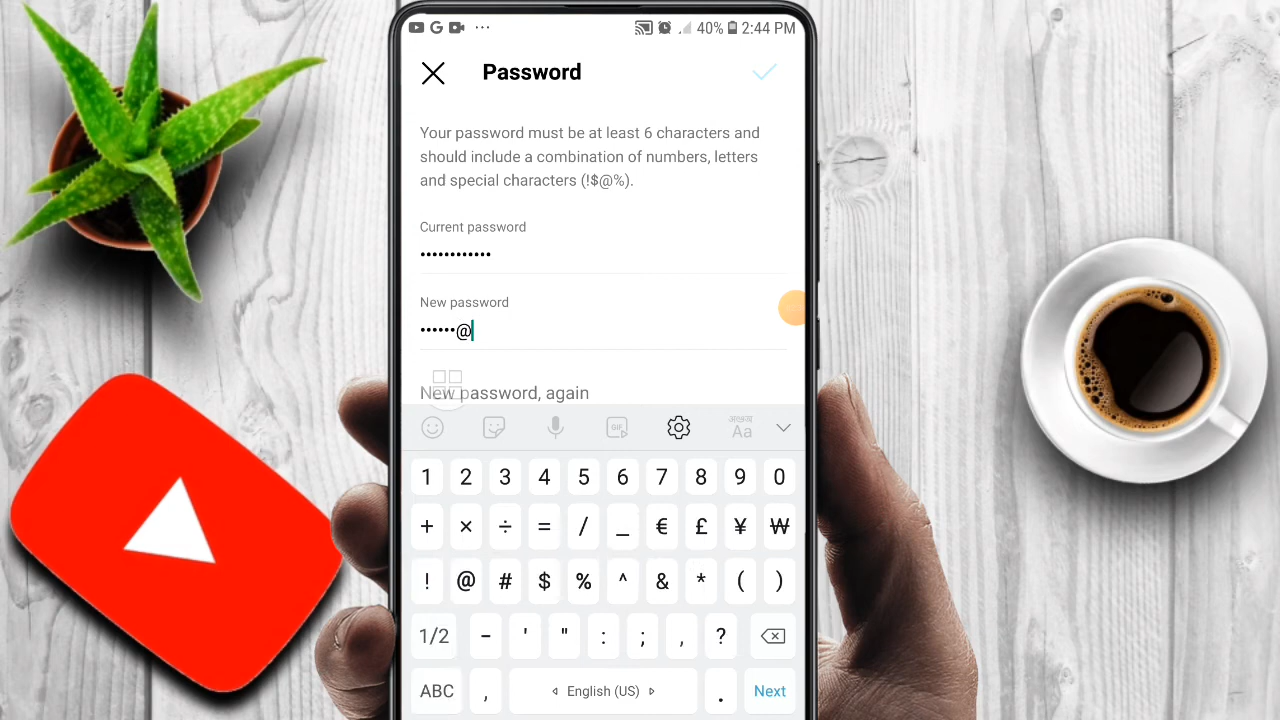 40% 2:44 PM
Password
Your password must be at least 6 characters and
should include a combination of numbers, letters
and special characters (!$@%).
Current password
••••••••••••
New password
••••••@
New password, again
GIF
Aa
1 2 3 4 5 6 7 8 9 0
+ × ÷ = / _ € £ ¥ ₩
! @ # $ % ^ & * ( )
1/2 - ' " : ; , ?
ABC , English (US) . Next